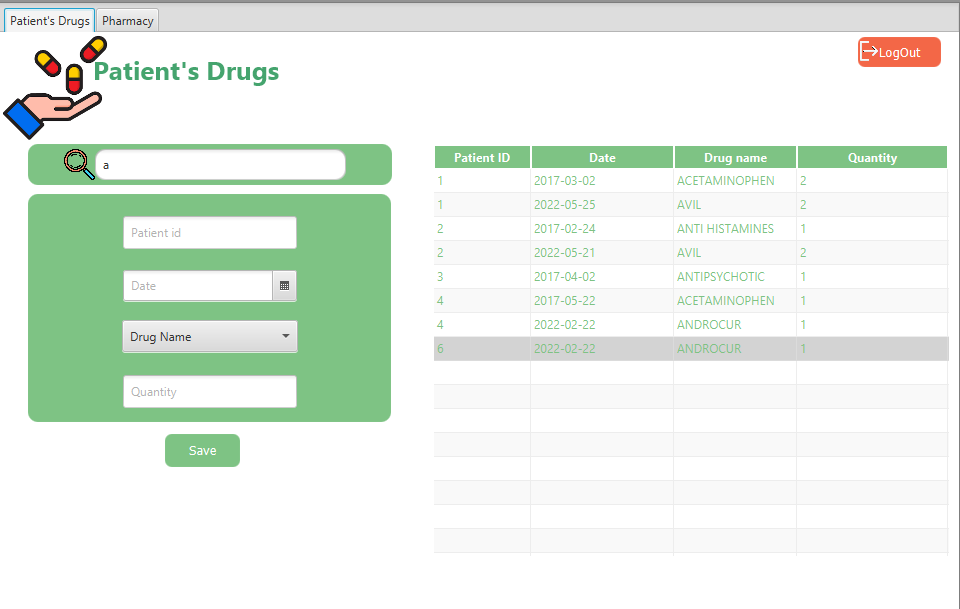 Patient's Drugs
Pharmacy
Patient's Drugs
LogOut
a
Patient id
Date
Drug Name
Quantity
Save
Patient ID Date Drug name Quantity
1 2017-03-02 ACETAMINOPHEN 2
1 2022-05-25 AVIL 2
2 2017-02-24 ANTI HISTAMINES 1
2 2022-05-21 AVIL 2
3 2017-04-02 ANTIPSYCHOTIC 1
4 2017-05-22 ACETAMINOPHEN 1
4 2022-02-22 ANDROCUR 1
6 2022-02-22 ANDROCUR 1